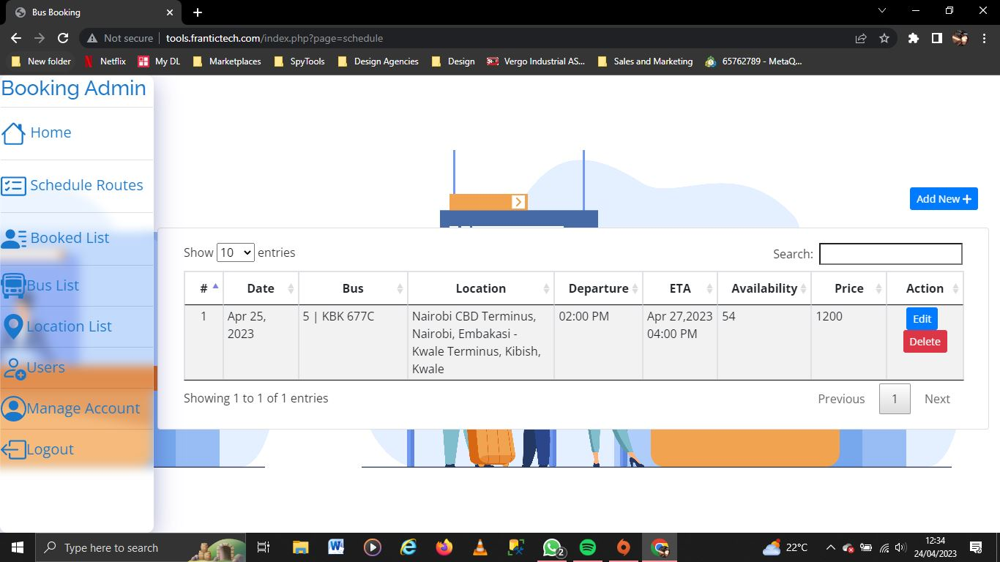 Bus Booking
Not secure
tools.frantictech.com/index.php?page=schedule
New folder
Netflix
My DL
Marketplaces
SpyTools
Design Agencies
Design
Vergo Industrial AS...
Sales and Marketing
65762789 - MetaQ...
Booking Admin
Home
Schedule Routes
Booked List
Bus List
Location List
Users
Manage Account
Logout
Add New
Show 10 entries
Search:
# Date Bus Location Departure ETA Availability Price Action
1
Apr 25,
2023
5 | KBK 677C
Nairobi CBD Terminus,
Nairobi, Embakasi -
Kwale Terminus, Kibish,
Kwale
02:00 PM
Apr 27,2023
04:00 PM
54
1200
Edit
Delete
Showing 1 to 1 of 1 entries
Previous 1 Next
Type here to search
2
22°C
12:34
24/04/2023